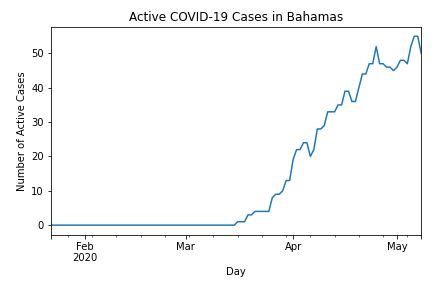 Active COVID-19 Cases in Bahamas
Number of Active Cases
50
40
30
20
10
0
Feb
2020
Mar
Apr
May
Day